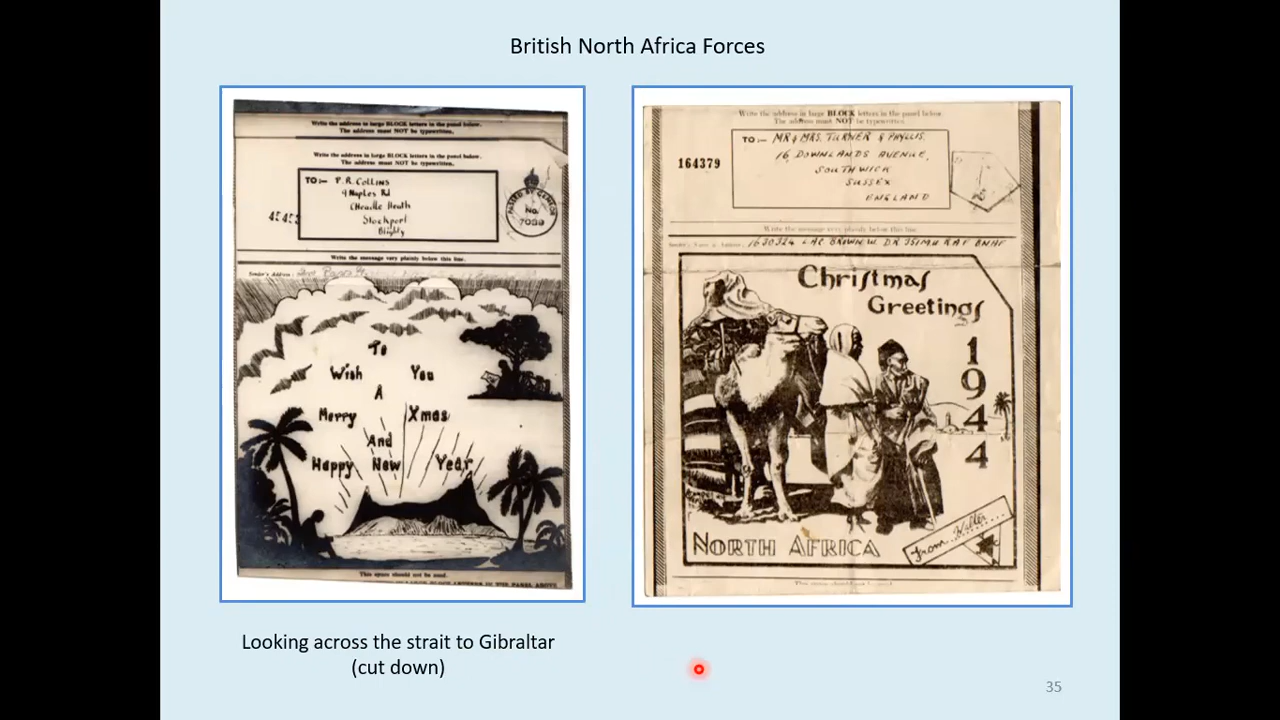 British North Africa Forces
Write the address in large BLOCK letters in the panel below.
The address must NOT be typewritten.
Write the address in large BLOCK letters in the panel below.
The address must NOT be typewritten.
TO:- P.R. Collins
9 Naples Rd
Cheadle Heath
Stockport
Blighty
PASSED BY CENSOR
No.
Write the message very plainly below this line.
Sender's Address:
To
Wish You
A
Merry Xmas
And
Happy New Year
This space should not be used.
Write the address in large BLOCK letters in the panel below.
The address must NOT be typewritten.
164379
TO:- MR & MRS. TURNER & PHYLLIS.
16 DOWNLANDS AVENUE,
SOUTHWICK
SUSSEX
ENGLAND
Write the message very plainly below this line.
1630324 LAC BROWN W. RAF BNAF
Christmas
Greetings
1
9
4
4
NORTH AFRICA
from Walter
Looking across the strait to Gibraltar
(cut down)
35